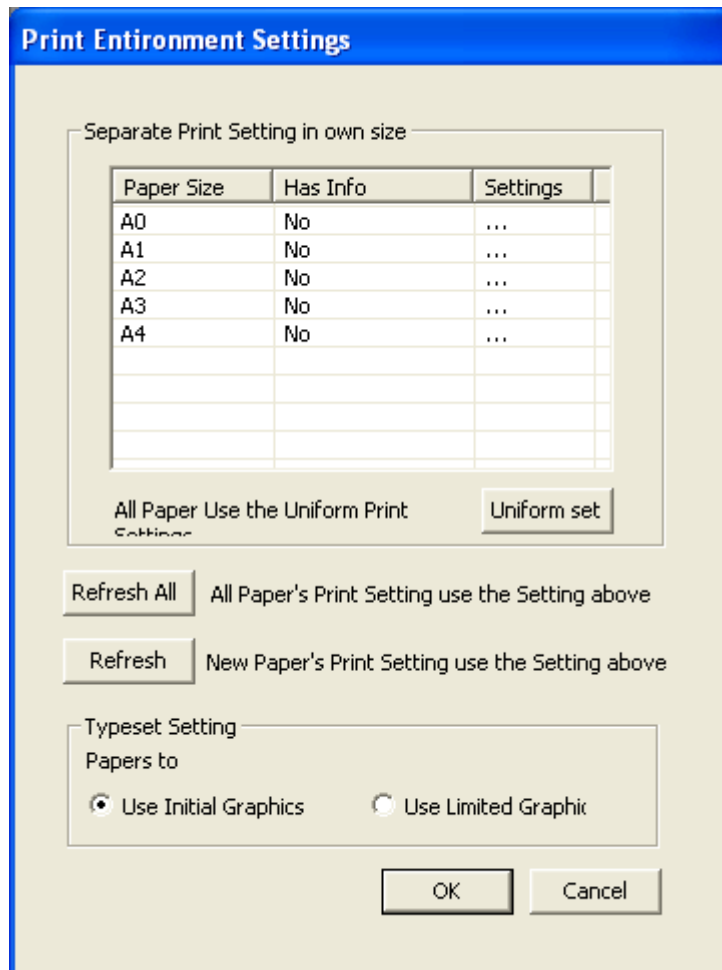 Print Entironment Settings
Separate Print Setting in own size
Paper Size Has Info Settings
A0 No ...
A1 No ...
A2 No ...
A3 No ...
A4 No ...
All Paper Use the Uniform Print Uniform set
Settings
Refresh All All Paper's Print Setting use the Setting above
Refresh New Paper's Print Setting use the Setting above
Typeset Setting
Papers to
Use Initial Graphics Use Limited Graphic
OK Cancel